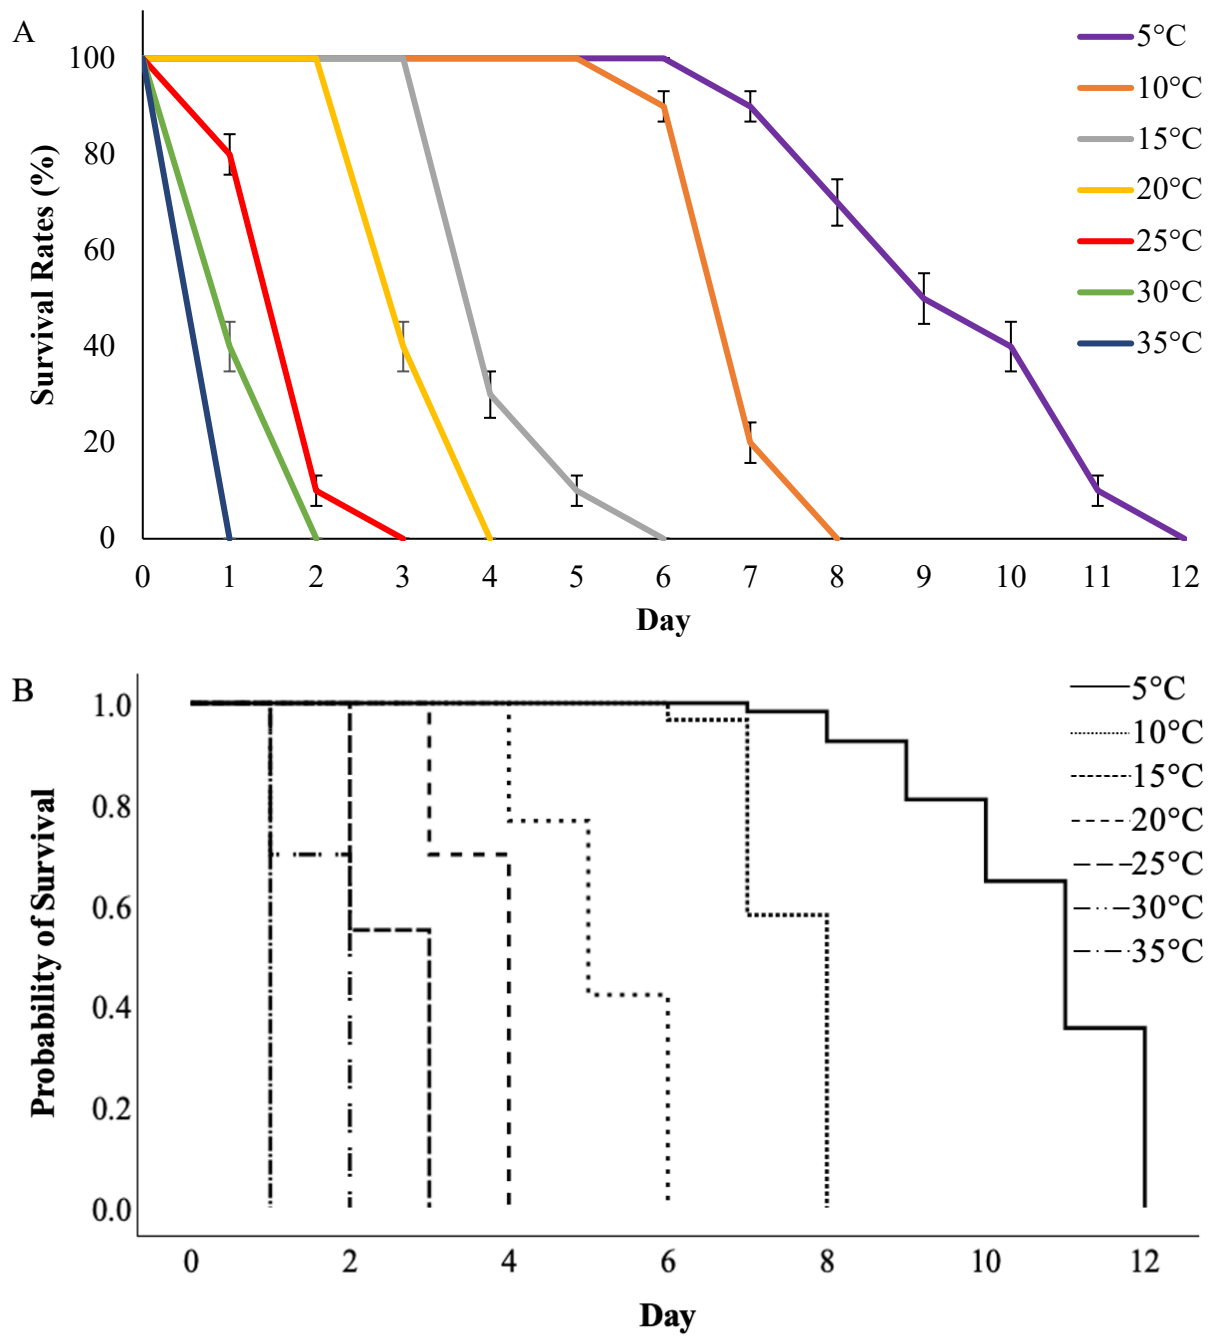 A
5°C
10°C
15°C
20°C
25°C
30°C
35°C
100
80
60
40
20
0
Survival Rates (%)
0 1 2 3 4 5 6 7 8 9 10 11 12
Day
B
5°C
10°C
15°C
20°C
25°C
30°C
35°C
1.0
0.8
0.6
0.4
0.2
0.0
Probability of Survival
0 2 4 6 8 10 12
Day